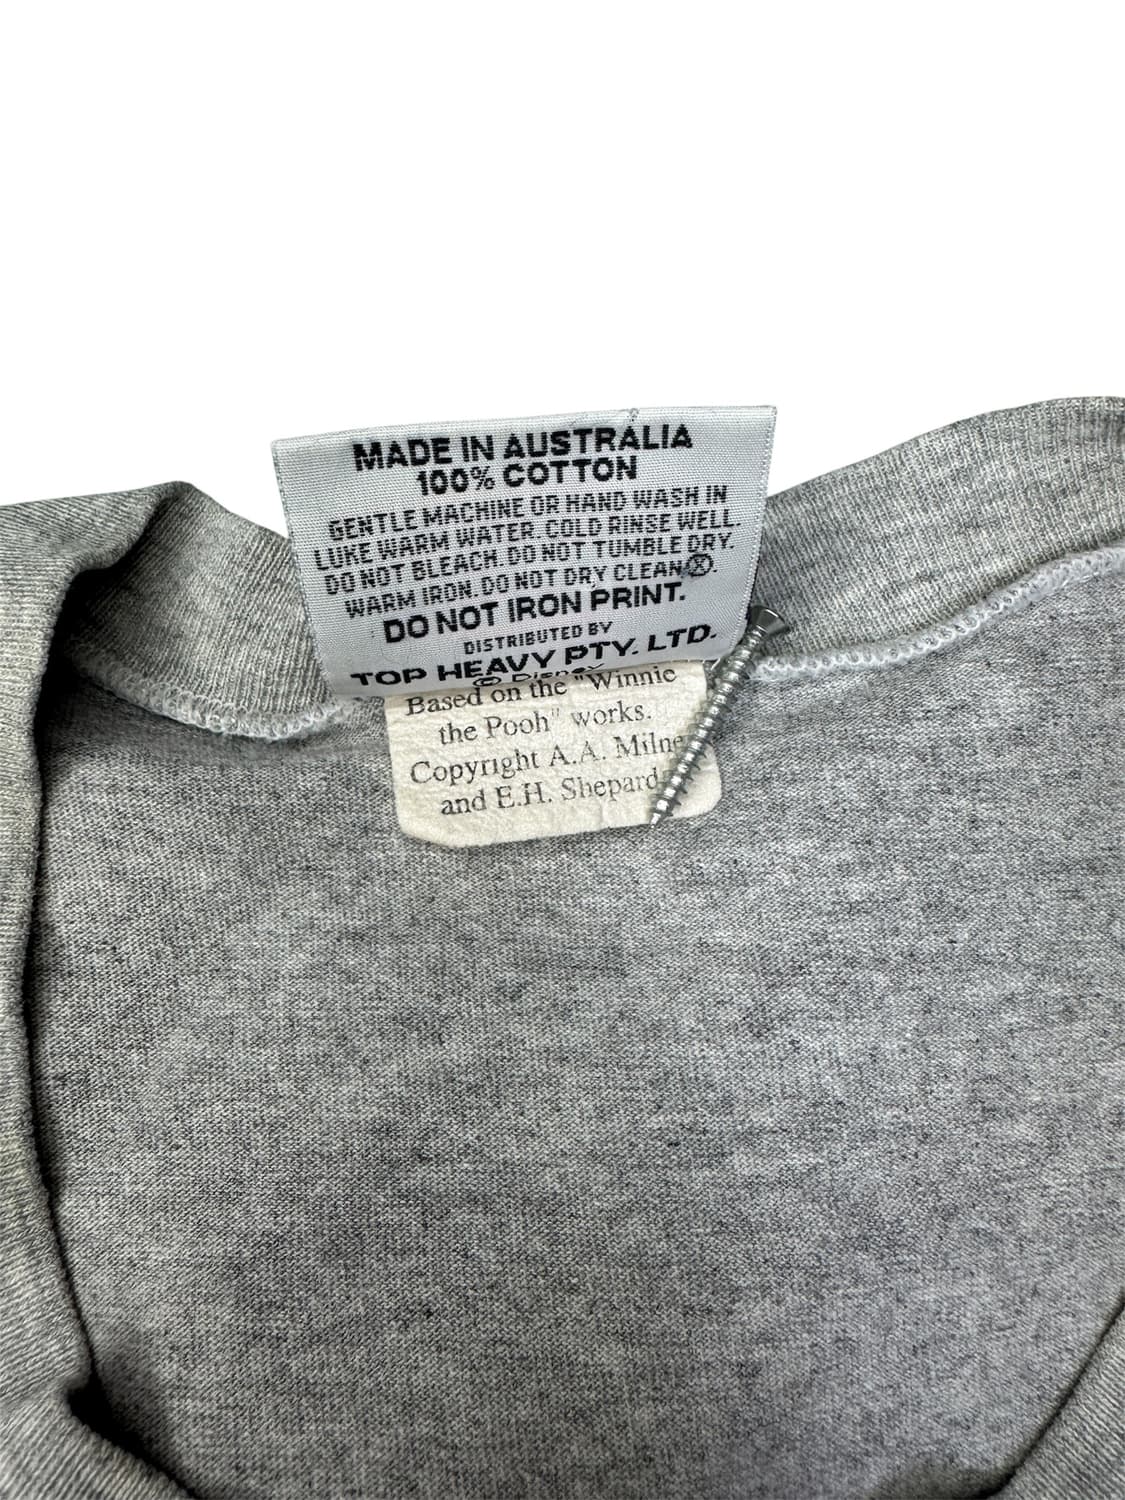 MADE IN AUSTRALIA
100% COTTON
GENTLE MACHINE OR HAND WASH IN
LUKE WARM WATER. COLD RINSE WELL.
DO NOT BLEACH. DO NOT TUMBLE DRY.
WARM IRON. DO NOT DRY CLEAN Ⓧ.
DO NOT IRON PRINT.
DISTRIBUTED BY
TOP HEAVY PTY. LTD.
© Disney
Based on the "Winnie
the Pooh" works.
Copyright A.A. Milne
and E.H. Shepard